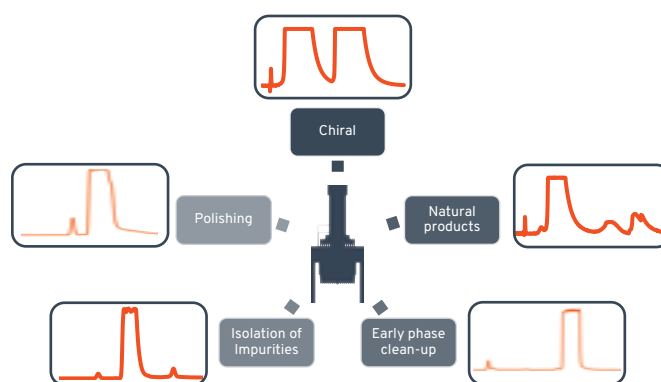 Chiral
Polishing
Natural
products
Isolation of
Impurities
Early phase
clean-up